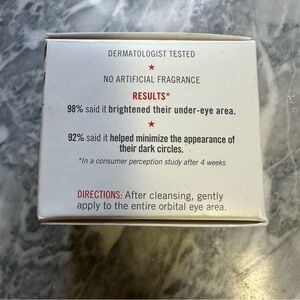 DERMATOLOGIST TESTED
NO ARTIFICIAL FRAGRANCE
RESULTS*
98% said it brightened their under-eye area.
92% said it helped minimize the appearance of
their dark circles.
*In a consumer perception study after 4 weeks
DIRECTIONS: After cleansing, gently
apply to the entire orbital eye area.